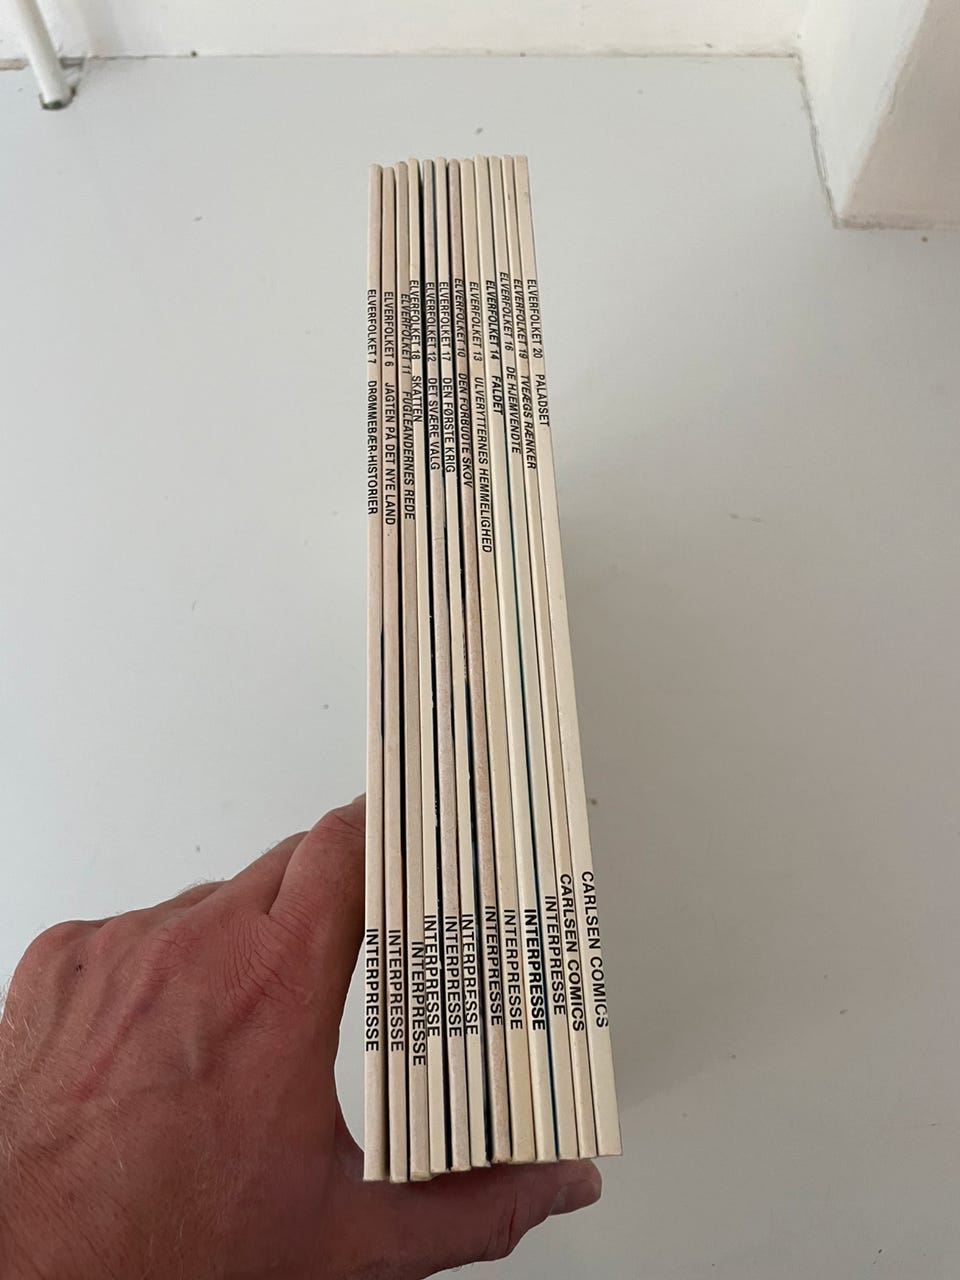 ELVERFOLKET 7 DRØMMEBÆR-HISTORIER INTERPRESSE
ELVERFOLKET 6 JAGTEN PÅ DET NYE LAND INTERPRESSE
ELVERFOLKET 11 FUGLEÅNDERNES REDE INTERPRESSE
ELVERFOLKET 18 SKATTEN INTERPRESSE
ELVERFOLKET 12 DET SVÆRE VALG INTERPRESSE
ELVERFOLKET 17 DEN FØRSTE KRIG INTERPRESSE
ELVERFOLKET 10 DEN FORBUDTE SKOV INTERPRESSE
ELVERFOLKET 13 ULVERYTTERNES HEMMELIGHED INTERPRESSE
ELVERFOLKET 14 FALDET INTERPRESSE
ELVERFOLKET 16 DE HJEMVENDTE INTERPRESSE
ELVERFOLKET 19 TVEÆGS RÆNKER CARLSEN COMICS
ELVERFOLKET 20 PALADSET CARLSEN COMICS